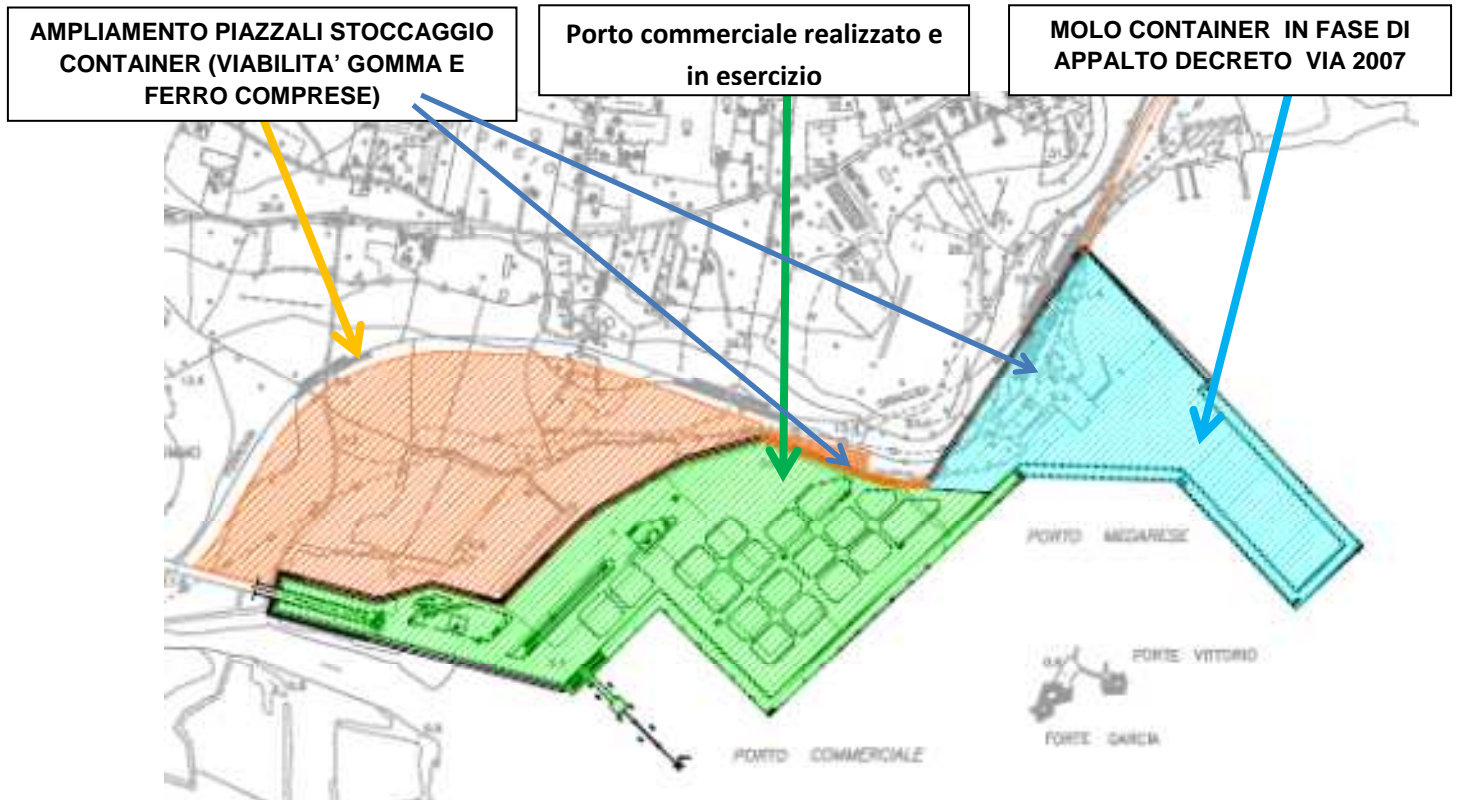 AMPLIAMENTO PIAZZALI STOCCAGGIO
CONTAINER (VIABILITA’ GOMMA E
FERRO COMPRESE)
Porto commerciale realizzato e
in esercizio
MOLO CONTAINER IN FASE DI
APPALTO DECRETO VIA 2007
PORTO MEGARESE
FORTE VITTORIO
FORTE GARCIA
PORTO COMMERCIALE